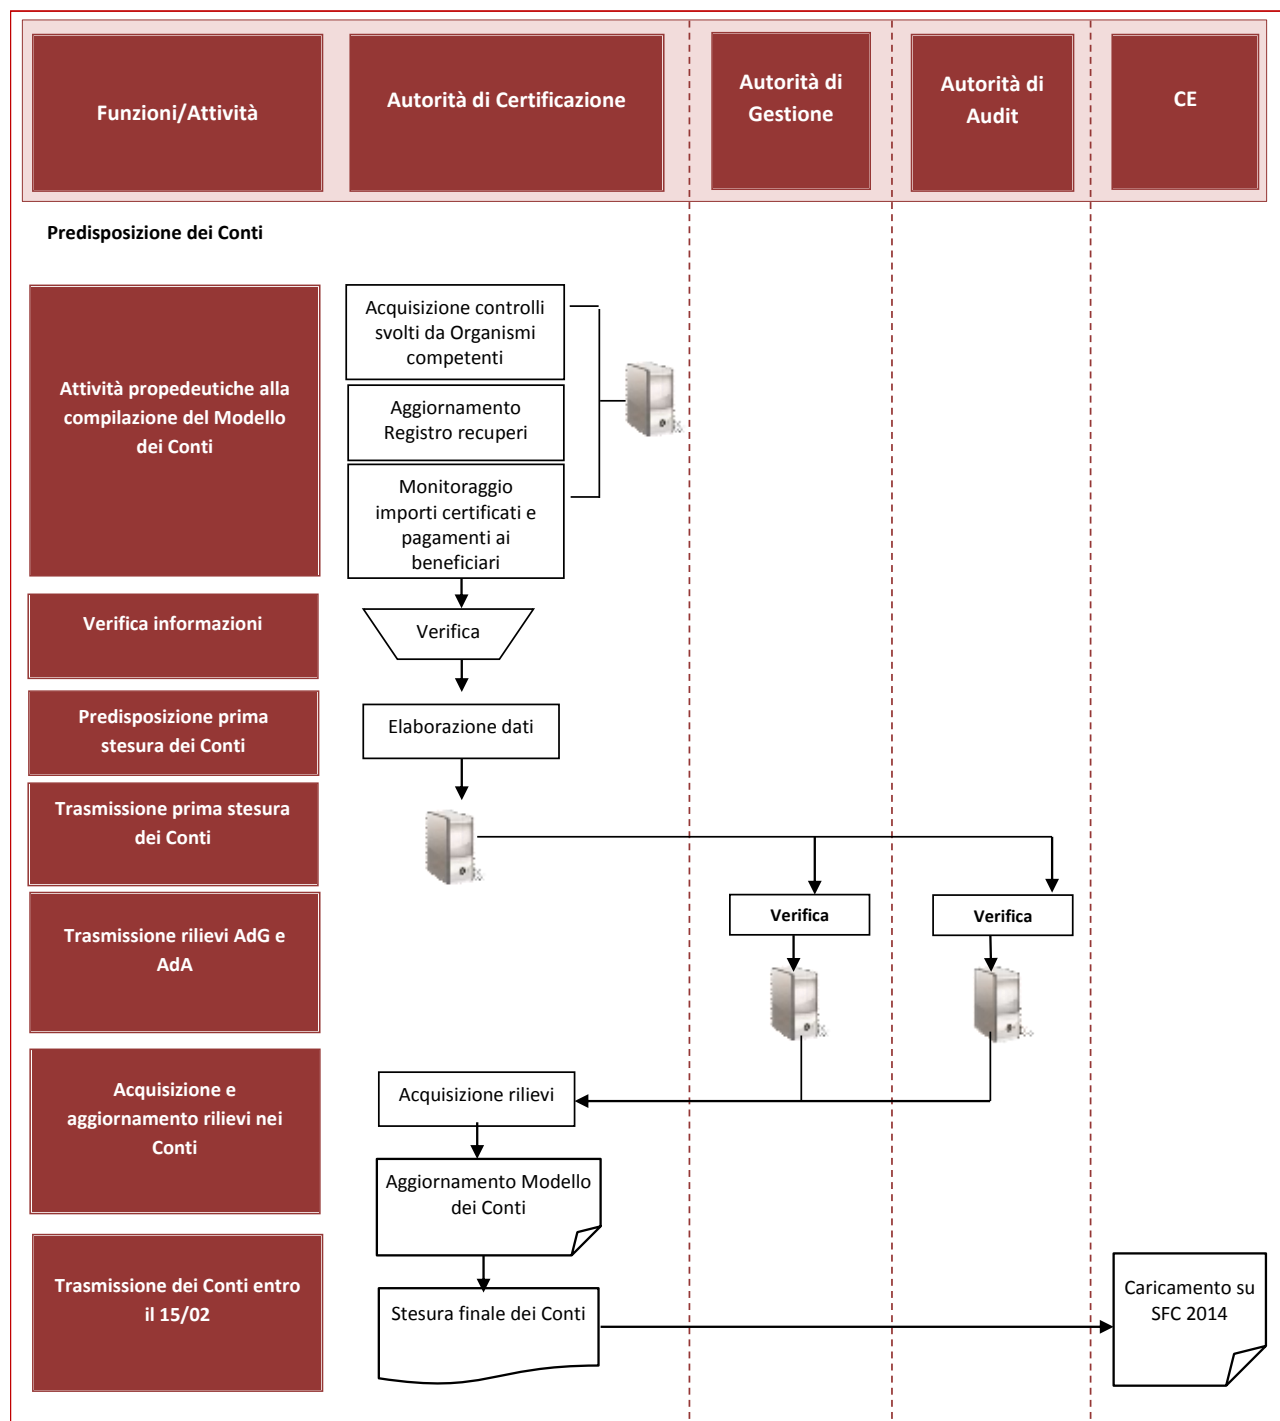 Funzioni/Attività
Autorità di Certificazione
Autorità di
Gestione
Autorità di
Audit
CE
Predisposizione dei Conti
Attività propedeutiche alla
compilazione del Modello
dei Conti
Acquisizione controlli
svolti da Organismi
competenti
Aggiornamento
Registro recuperi
Monitoraggio
importi certificati e
pagamenti ai
beneficiari
Verifica informazioni
Verifica
Predisposizione prima
stesura dei Conti
Elaborazione dati
Trasmissione prima stesura
dei Conti
Trasmissione rilievi AdG e
AdA
Verifica
Verifica
Acquisizione e
aggiornamento rilievi nei
Conti
Acquisizione rilievi
Aggiornamento Modello
dei Conti
Trasmissione dei Conti entro
il 15/02
Stesura finale dei Conti
Caricamento su
SFC 2014